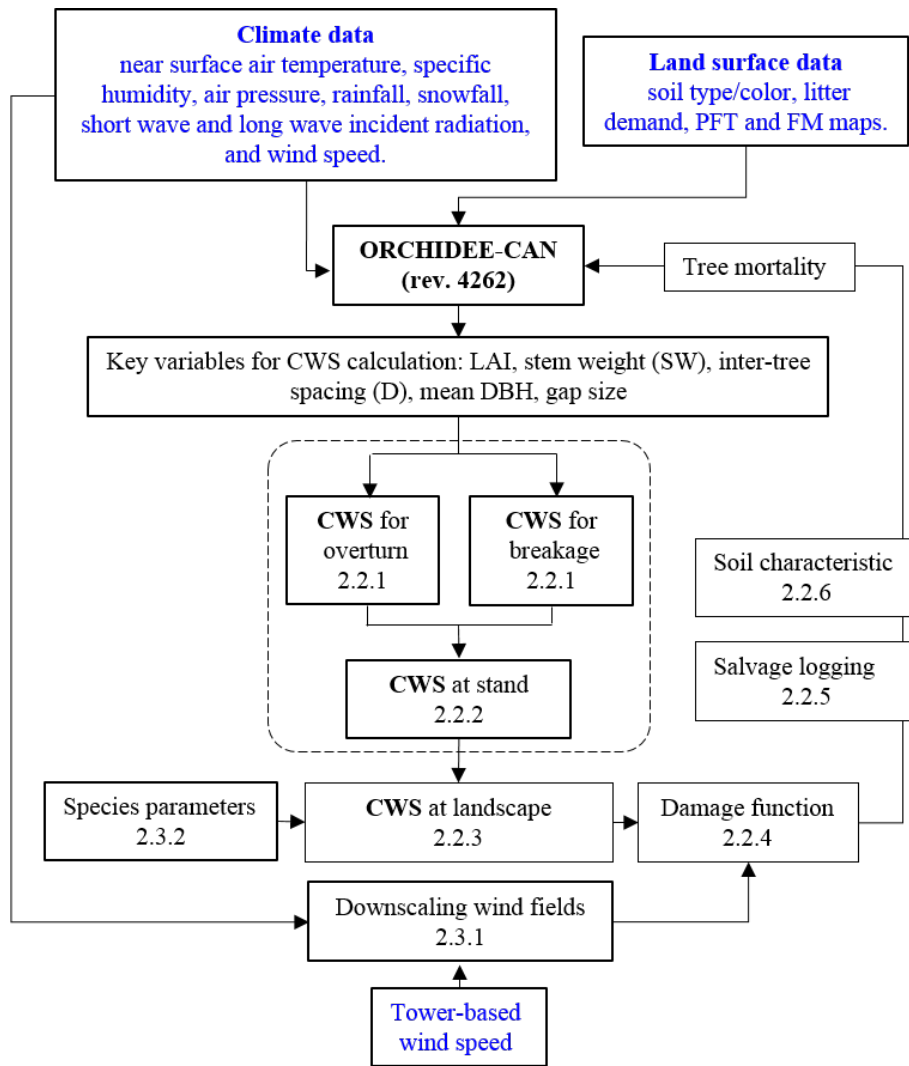 Climate data
near surface air temperature, specific
humidity, air pressure, rainfall, snowfall,
short wave and long wave incident radiation,
and wind speed.
Land surface data
soil type/color, litter
demand, PFT and FM maps.
ORCHIDEE-CAN
(rev. 4262)
Tree mortality
Key variables for CWS calculation: LAI, stem weight (SW), inter-tree
spacing (D), mean DBH, gap size
CWS for
overturn
2.2.1
CWS for
breakage
2.2.1
Soil characteristic
2.2.6
CWS at stand
2.2.2
Salvage logging
2.2.5
Species parameters
2.3.2
CWS at landscape
2.2.3
Damage function
2.2.4
Downscaling wind fields
2.3.1
Tower-based
wind speed